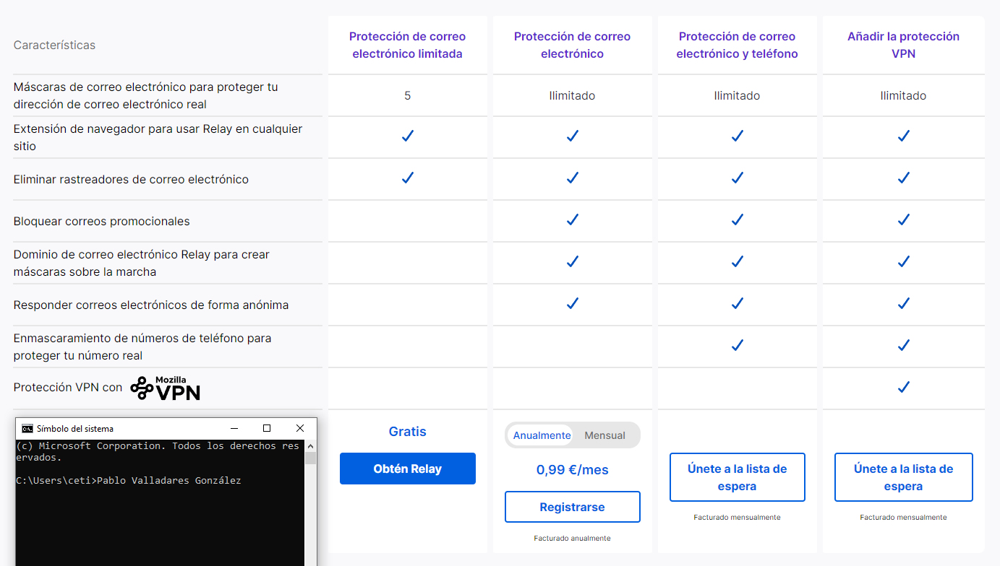 Características
Protección de correo
electrónico limitada
Protección de correo
electrónico
Protección de correo
electrónico y teléfono
Añadir la protección
VPN
Máscaras de correo electrónico para proteger tu
dirección de correo electrónico real
5
Ilimitado
Ilimitado
Ilimitado
Extensión de navegador para usar Relay en cualquier
sitio
Eliminar rastreadores de correo electrónico
Bloquear correos promocionales
Dominio de correo electrónico Relay para crear
máscaras sobre la marcha
Responder correos electrónicos de forma anónima
Enmascaramiento de números de teléfono para
proteger tu número real
Protección VPN con
Mozilla
VPN
Símbolo del sistema
(c) Microsoft Corporation. Todos los derechos res
ervados.
C:\Users\ceti>Pablo Valladares González
Gratis
Obtén Relay
Anualmente
Mensual
0,99 €/mes
Registrarse
Facturado anualmente
Únete a la lista de
espera
Facturado mensualmente
Únete a la lista de
espera
Facturado mensualmente